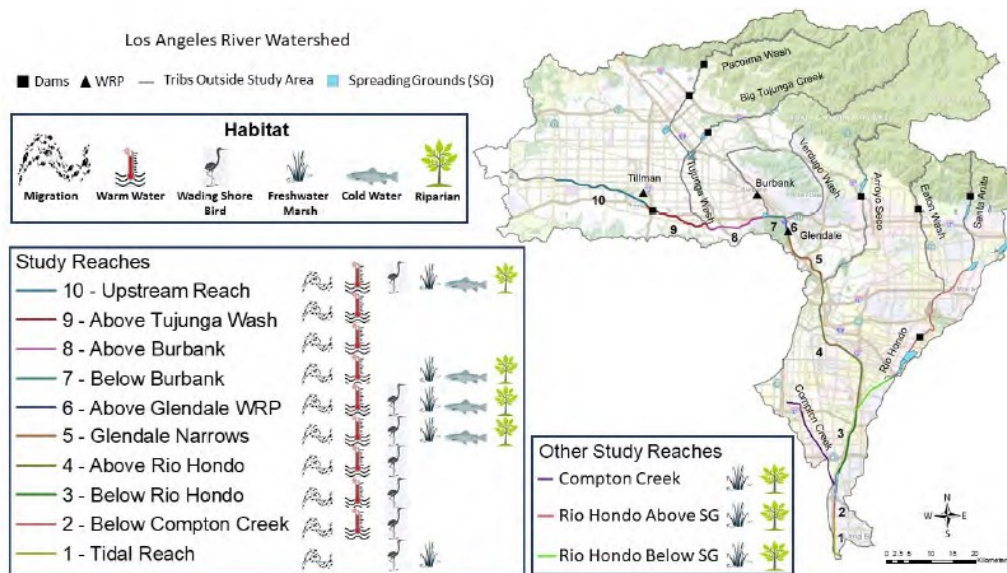 Los Angeles River Watershed
Dams WRP Tribs Outside Study Area Spreading Grounds (SG)
Habitat
Migration Warm Water Wading Shore Bird Freshwater Marsh Cold Water Riparian
Study Reaches
10 - Upstream Reach
9 - Above Tujunga Wash
8 - Above Burbank
7 - Below Burbank
6 - Above Glendale WRP
5 - Glendale Narrows
4 - Above Rio Hondo
3 - Below Rio Hondo
2 - Below Compton Creek
1 - Tidal Reach
Other Study Reaches
Compton Creek
Rio Hondo Above SG
Rio Hondo Below SG
Pacoima Wash
Big Tujunga Creek
Verdugo Wash
Tillman
Burbank
Tujunga Wash
Arroyo Seco
Eaton Wash
Santa Anita
10
9
8
7
6
Glendale
5
4
Rio Hondo
Compton Creek
3
2
1
N
W E
S
0 2.5 5 10 15 20
Kilometers